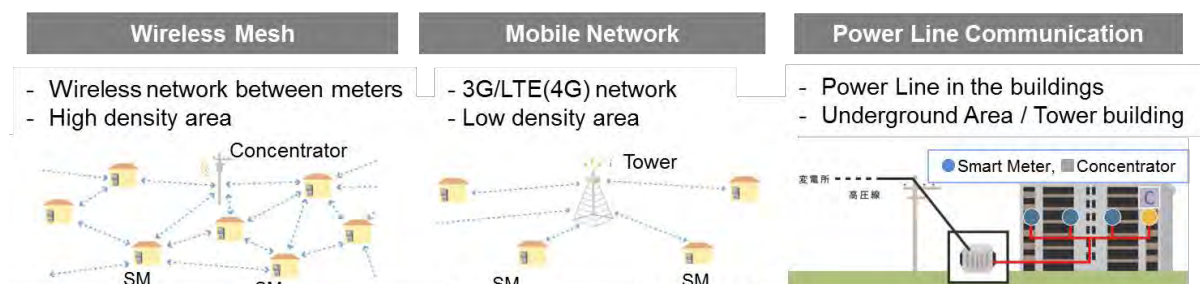 Wireless Mesh
- Wireless network between meters
- High density area
Concentrator
SM
SM
Mobile Network
- 3G/LTE(4G) network
- Low density area
Tower
SM
SM
Power Line Communication
- Power Line in the buildings
- Underground Area / Tower building
Smart Meter, Concentrator
変電所
高圧線
C